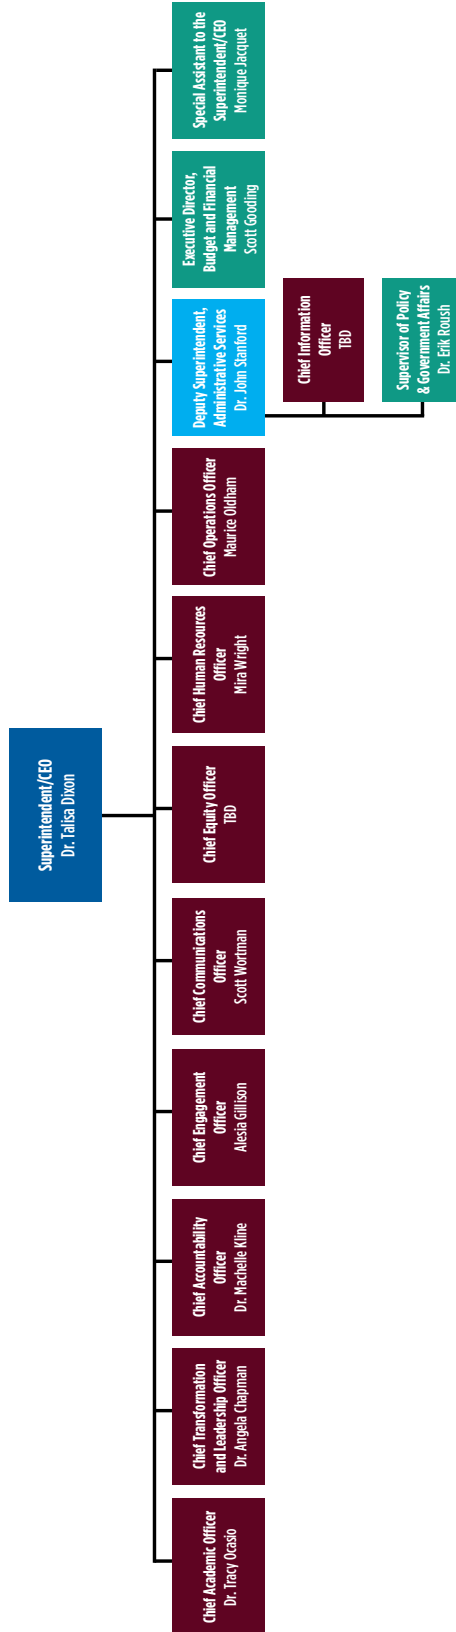 Superintendent/CEO
Dr. Talisa Dixon
Chief Academic Officer
Dr. Tracy Ocasio
Chief Transformation
and Leadership Officer
Dr. Angela Chapman
Chief Accountability
Officer
Dr. Machelle Kline
Chief Engagement
Officer
Alesia Gillison
Chief Communications
Officer
Scott Wortman
Chief Equity Officer
TBD
Chief Human Resources
Officer
Mira Wright
Chief Operations Officer
Maurice Oldham
Deputy Superintendent,
Administrative Services
Dr. John Stanford
Executive Director,
Budget and Financial
Management
Scott Gooding
Special Assistant to the
Superintendent/CEO
Monique Jacquet
Chief Information
Officer
TBD
Supervisor of Policy
& Government Affairs
Dr. Erik Roush